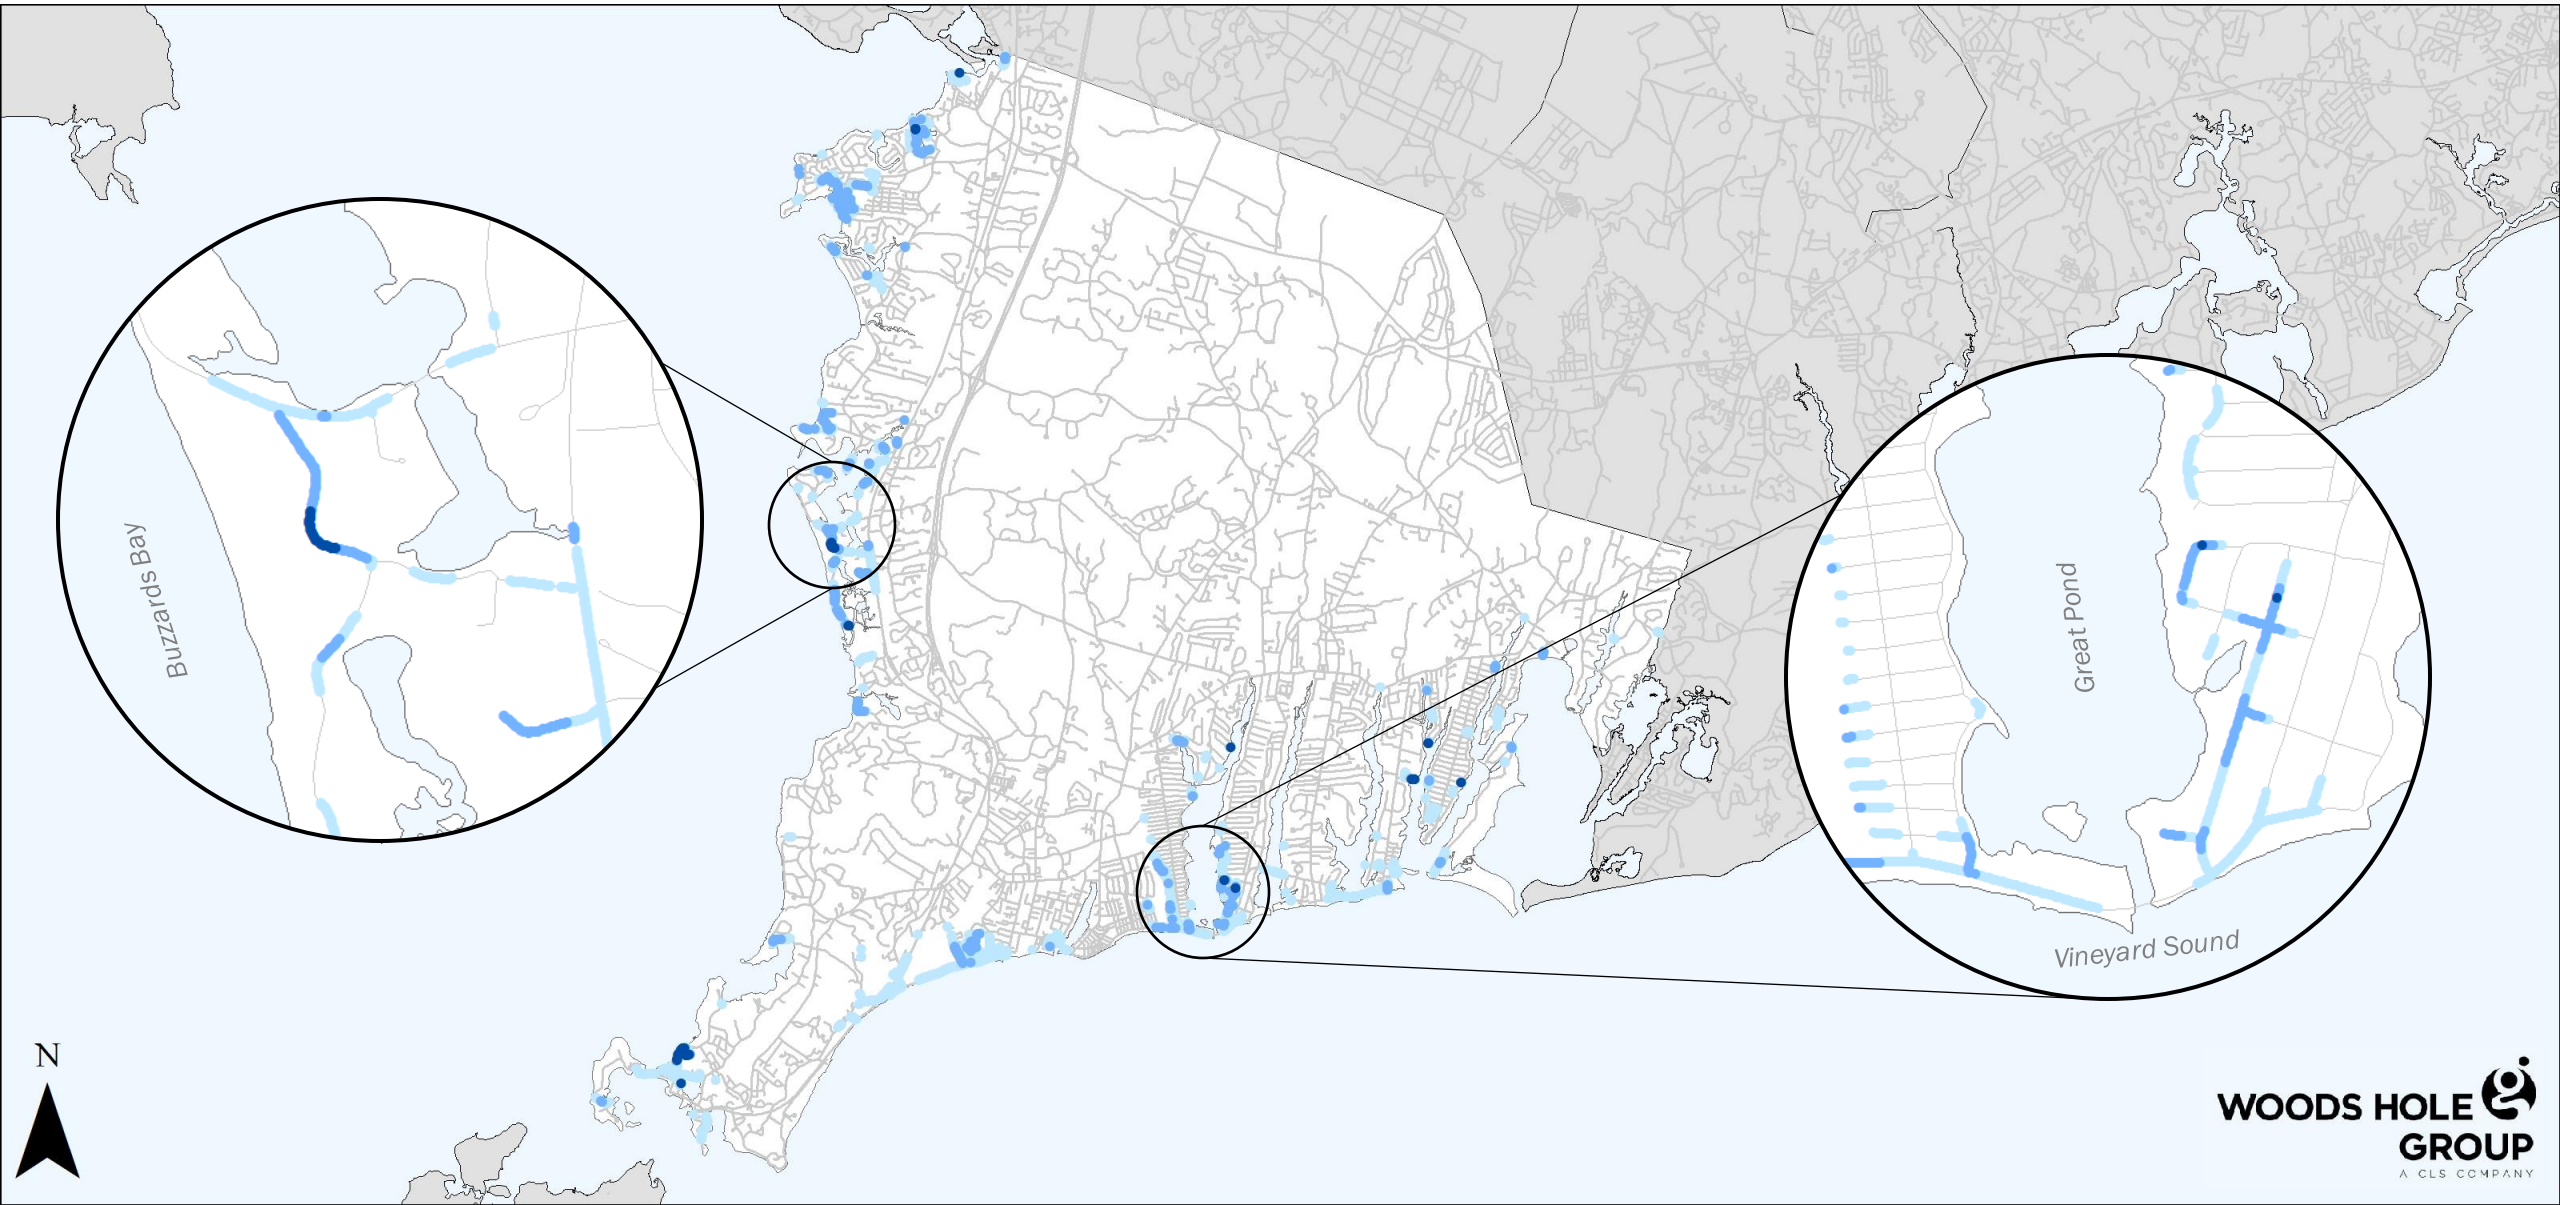 Buzzards Bay
Great Pond
Vineyard Sound
N
WOODS HOLE
GROUP
A CLS COMPANY